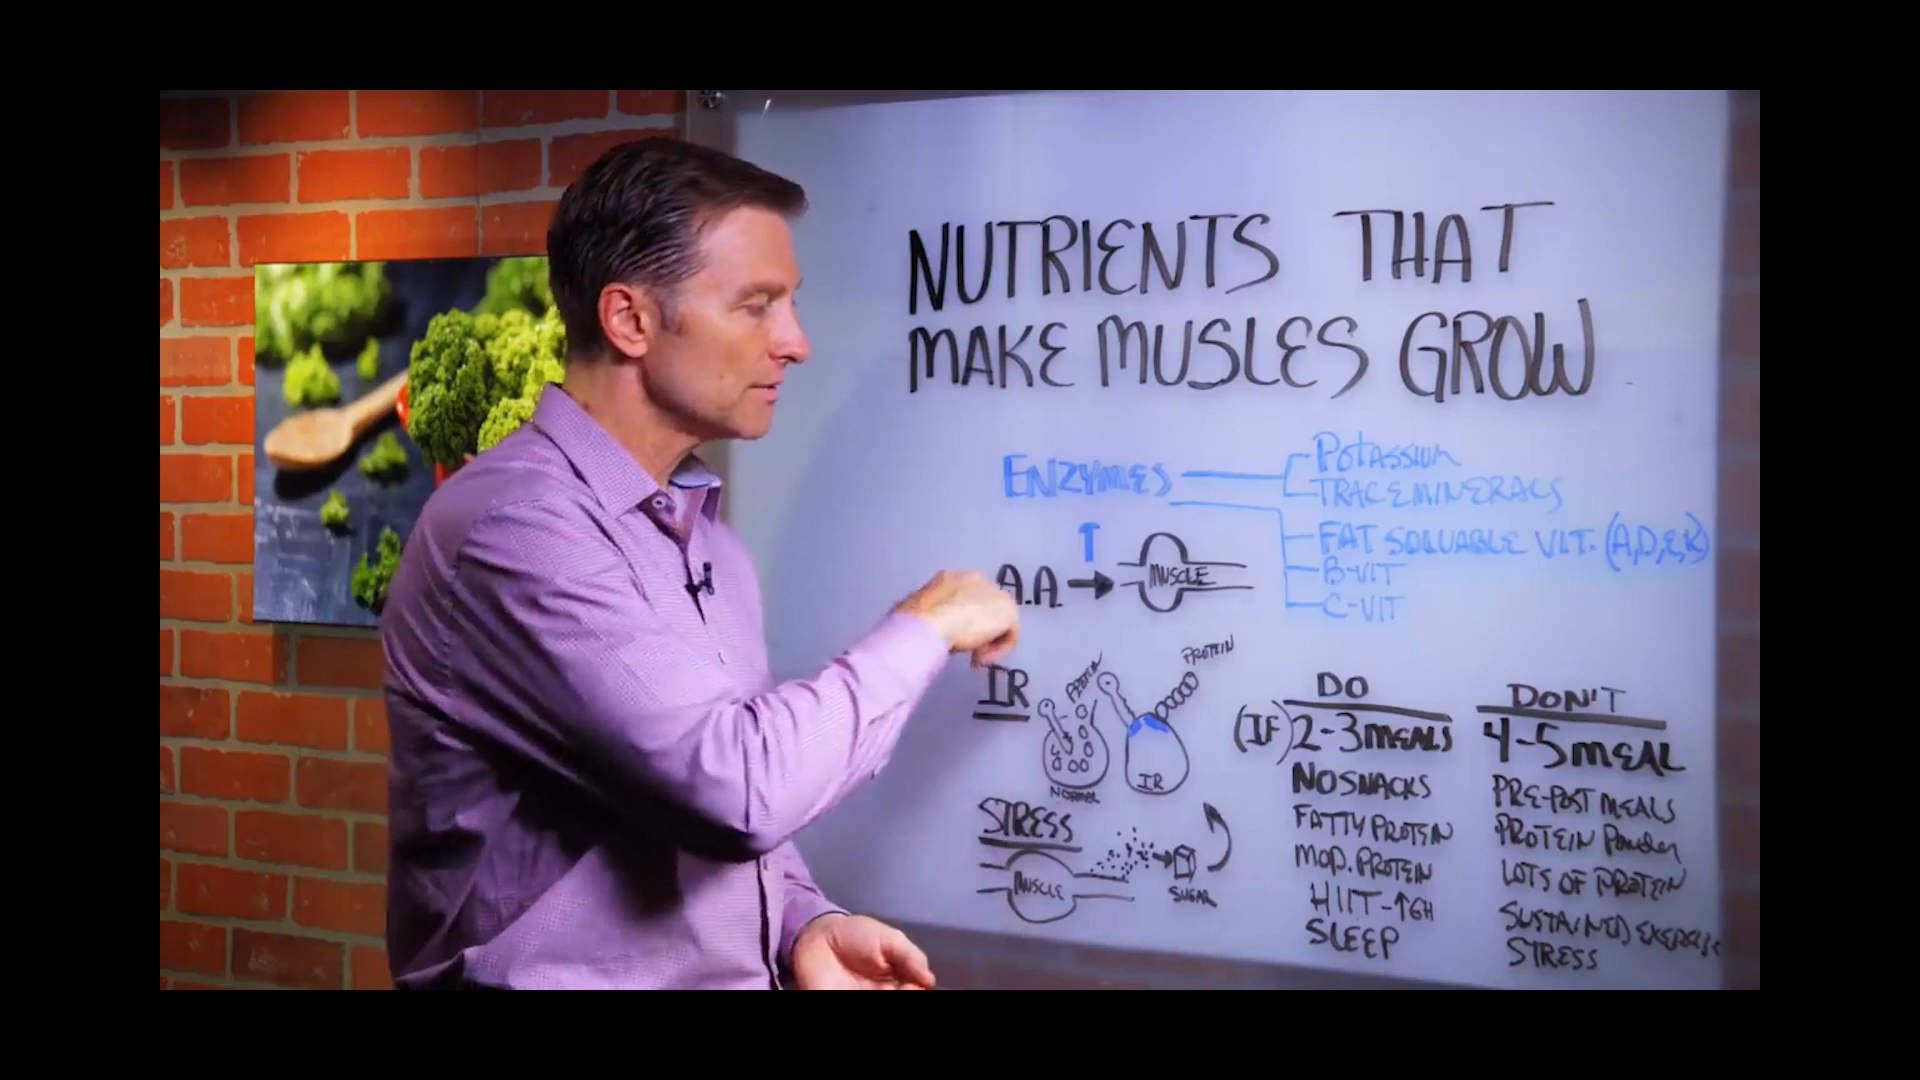 NUTRIENTS THAT
MAKE MUSLES GROW
ENZYMES
POTASSIUM
TRACE MINERALS
FAT SOLUABLE VIT. (A,D,E,K)
B-VIT
C-VIT
↑
A.A. → MUSCLE
IR
PROTEIN
NORMAL
PROTEIN
IR
STRESS
MUSCLE
SUGAR
DO
(IF) 2-3 MEALS
NO SNACKS
FATTY PROTEIN
MOD. PROTEIN
HIIT-↑GH
SLEEP
DON'T
4-5 MEAL
PRE-POST MEALS
PROTEIN POWDER
LOTS OF PROTEIN
SUSTAINED EXERCISE
STRESS